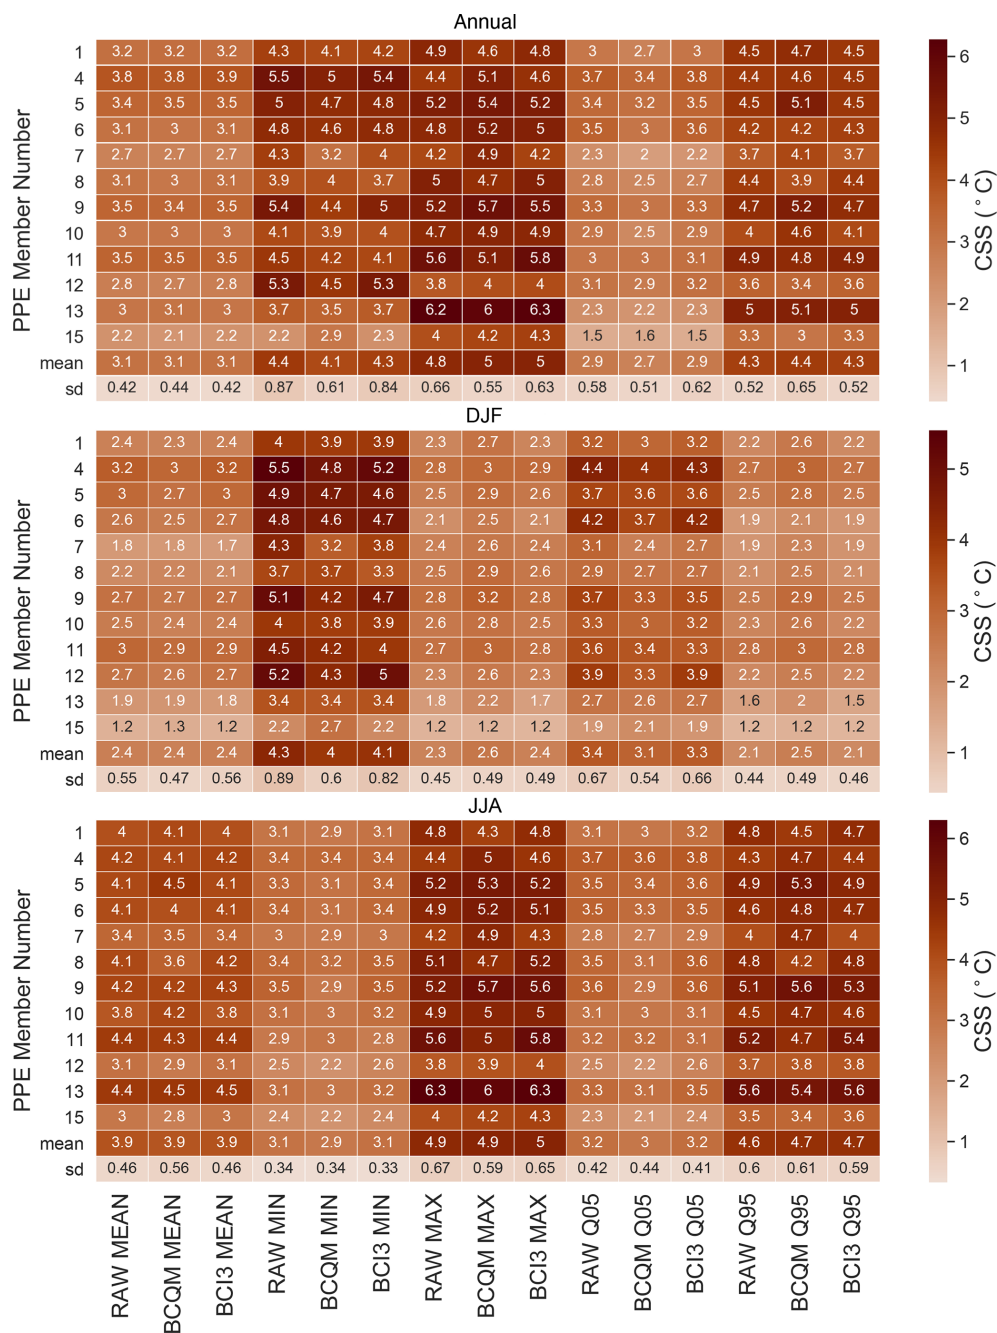 Annual
1 3.2 3.2 3.2 4.3 4.1 4.2 4.9 4.6 4.8 3 2.7 3 4.5 4.7 4.5
4 3.8 3.8 3.9 5.5 5 5.4 4.4 5.1 4.6 3.7 3.4 3.8 4.4 4.6 4.5
5 3.4 3.5 3.5 5 4.7 4.8 5.2 5.4 5.2 3.4 3.2 3.5 4.5 5.1 4.5
6 3.1 3 3.1 4.8 4.6 4.8 4.8 5.2 5 3.5 3 3.6 4.2 4.2 4.3
7 2.7 2.7 2.7 4.3 3.2 4 4.2 4.9 4.2 2.3 2 2.2 3.7 4.1 3.7
8 3.1 3 3.1 3.9 4 3.7 5 4.7 5 2.8 2.5 2.7 4.4 3.9 4.4
9 3.5 3.4 3.5 5.4 4.4 5 5.2 5.7 5.5 3.3 3 3.3 4.7 5.2 4.7
10 3 3 3 4.1 3.9 4 4.7 4.9 4.9 2.9 2.5 2.9 4 4.6 4.1
11 3.5 3.5 3.5 4.5 4.2 4.1 5.6 5.1 5.8 3 3 3.1 4.9 4.8 4.9
12 2.8 2.7 2.8 5.3 4.5 5.3 3.8 4 4 3.1 2.9 3.2 3.6 3.4 3.6
13 3 3.1 3 3.7 3.5 3.7 6.2 6 6.3 2.3 2.2 2.3 5 5.1 5
15 2.2 2.1 2.2 2.2 2.9 2.3 4 4.2 4.3 1.5 1.6 1.5 3.3 3 3.3
mean 3.1 3.1 3.1 4.4 4.1 4.3 4.8 5 5 2.9 2.7 2.9 4.3 4.4 4.3
sd 0.42 0.44 0.42 0.87 0.61 0.84 0.66 0.55 0.63 0.58 0.51 0.62 0.52 0.65 0.52
PPE Member Number
6
5
4
3
2
1
CSS (°C)
DJF
1 2.4 2.3 2.4 4 3.9 3.9 2.3 2.7 2.3 3.2 3 3.2 2.2 2.6 2.2
4 3.2 3 3.2 5.5 4.8 5.2 2.8 3 2.9 4.4 4 4.3 2.7 3 2.7
5 3 2.7 3 4.9 4.7 4.6 2.5 2.9 2.6 3.7 3.6 3.6 2.5 2.8 2.5
6 2.6 2.5 2.7 4.8 4.6 4.7 2.1 2.5 2.1 4.2 3.7 4.2 1.9 2.1 1.9
7 1.8 1.8 1.7 4.3 3.2 3.8 2.4 2.6 2.4 3.1 2.4 2.7 1.9 2.3 1.9
8 2.2 2.2 2.1 3.7 3.7 3.3 2.5 2.9 2.6 2.9 2.7 2.7 2.1 2.5 2.1
9 2.7 2.7 2.7 5.1 4.2 4.7 2.8 3.2 2.8 3.7 3.3 3.5 2.5 2.9 2.5
10 2.5 2.4 2.4 4 3.8 3.9 2.6 2.8 2.5 3.3 3 3.2 2.3 2.6 2.2
11 3 2.9 2.9 4.5 4.2 4 2.7 3 2.8 3.6 3.4 3.3 2.8 3 2.8
12 2.7 2.6 2.7 5.2 4.3 5 2.3 2.6 2.3 3.9 3.3 3.9 2.2 2.5 2.2
13 1.9 1.9 1.8 3.4 3.4 3.4 1.8 2.2 1.7 2.7 2.6 2.7 1.6 2 1.5
15 1.2 1.3 1.2 2.2 2.7 2.2 1.2 1.2 1.2 1.9 2.1 1.9 1.2 1.2 1.2
mean 2.4 2.4 2.4 4.3 4 4.1 2.3 2.6 2.4 3.4 3.1 3.3 2.1 2.5 2.1
sd 0.55 0.47 0.56 0.89 0.6 0.82 0.45 0.49 0.49 0.67 0.54 0.66 0.44 0.49 0.46
PPE Member Number
5
4
3
2
1
CSS (°C)
JJA
1 4 4.1 4 3.1 2.9 3.1 4.8 4.3 4.8 3.1 3 3.2 4.8 4.5 4.7
4 4.2 4.1 4.2 3.4 3.4 3.4 4.4 5 4.6 3.7 3.6 3.8 4.3 4.7 4.4
5 4.1 4.5 4.1 3.3 3.1 3.4 5.2 5.3 5.2 3.5 3.4 3.6 4.9 5.3 4.9
6 4.1 4 4.1 3.4 3.1 3.4 4.9 5.2 5.1 3.5 3.3 3.5 4.6 4.8 4.7
7 3.4 3.5 3.4 3 2.9 3 4.2 4.9 4.3 2.8 2.7 2.9 4 4.7 4
8 4.1 3.6 4.2 3.4 3.2 3.5 5.1 4.7 5.2 3.5 3.1 3.6 4.8 4.2 4.8
9 4.2 4.2 4.3 3.5 2.9 3.5 5.2 5.7 5.6 3.6 2.9 3.6 5.1 5.6 5.3
10 3.8 4.2 3.8 3.1 3 3.2 4.9 5 5 3.1 3 3.1 4.5 4.7 4.6
11 4.4 4.3 4.4 2.9 3 2.8 5.6 5 5.8 3.2 3.2 3.1 5.2 4.7 5.4
12 3.1 2.9 3.1 2.5 2.2 2.6 3.8 3.9 4 2.5 2.2 2.6 3.7 3.8 3.8
13 4.4 4.5 4.5 3.1 3 3.2 6.3 6 6.3 3.3 3.1 3.5 5.6 5.4 5.6
15 3 2.8 3 2.4 2.2 2.4 4 4.2 4.3 2.3 2.1 2.4 3.5 3.4 3.6
mean 3.9 3.9 3.9 3.1 2.9 3.1 4.9 4.9 5 3.2 3 3.2 4.6 4.7 4.7
sd 0.46 0.56 0.46 0.34 0.34 0.33 0.67 0.59 0.65 0.42 0.44 0.41 0.6 0.61 0.59
PPE Member Number
6
5
4
3
2
1
CSS (°C)
RAW MEAN
BCQM MEAN
BCI3 MEAN
RAW MIN
BCQM MIN
BCI3 MIN
RAW MAX
BCQM MAX
BCI3 MAX
RAW Q05
BCQM Q05
BCI3 Q05
RAW Q95
BCQM Q95
BCI3 Q95